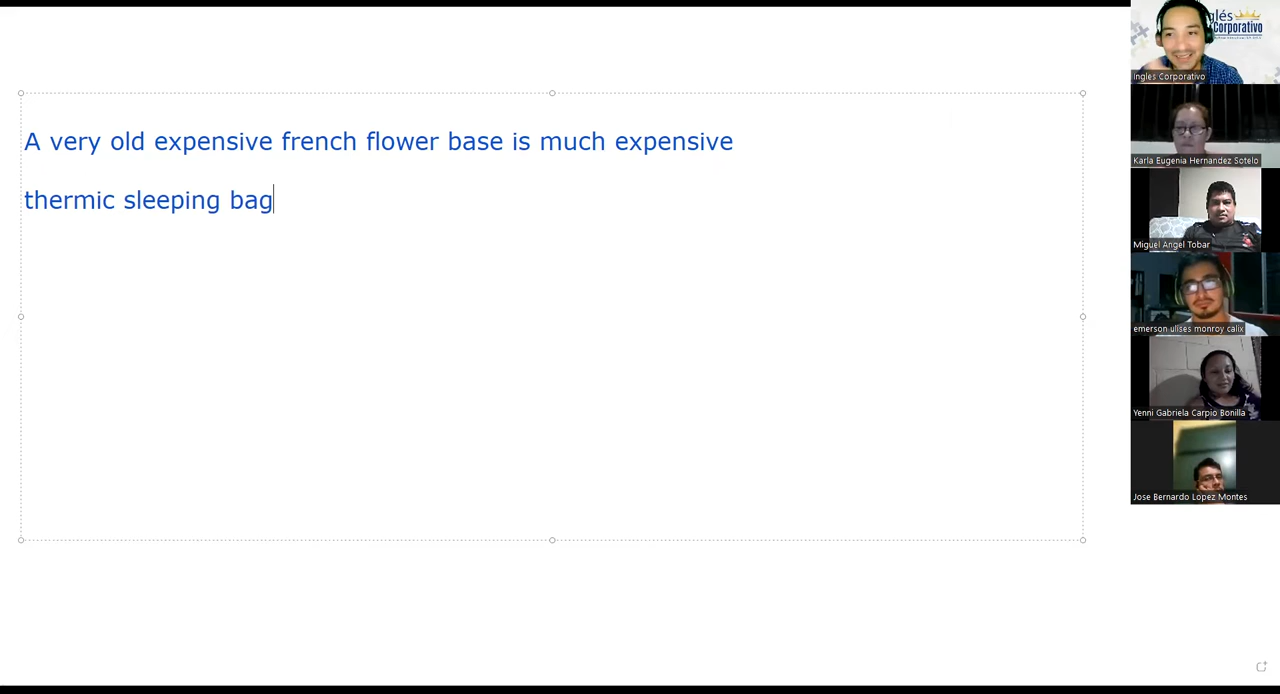 A very old expensive french flower base is much expensive
thermic sleeping bag
glés
Corporativo
Ingles Corporativo
Karla Eugenia Hernandez Sotelo
Miguel Angel Tobar
emerson ulises monroy calix
Yenni Gabriela Carpio Bonilla
Jose Bernardo Lopez Montes